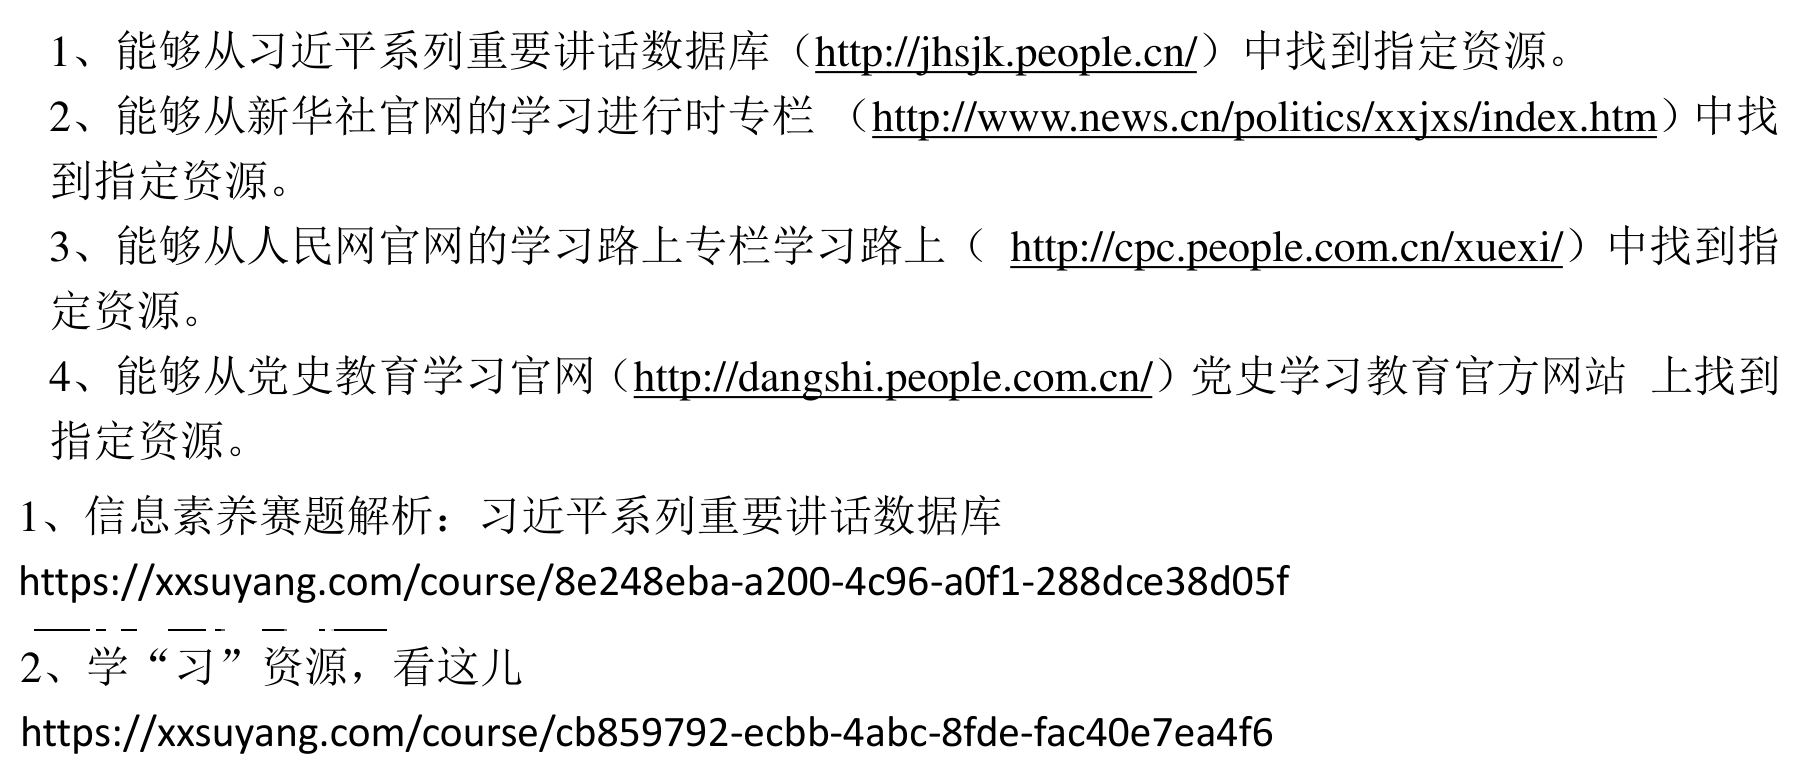 1、能够从习近平系列重要讲话数据库（http://jhsjk.people.cn/）中找到指定资源。
2、能够从新华社官网的学习进行时专栏 （http://www.news.cn/politics/xxjxs/index.htm）中找
到指定资源。
3、能够从人民网官网的学习路上专栏学习路上（ http://cpc.people.com.cn/xuexi/）中找到指
定资源。
4、能够从党史教育学习官网（http://dangshi.people.com.cn/）党史学习教育官方网站 上找到
指定资源。
1、信息素养赛题解析：习近平系列重要讲话数据库
https://xxsuyang.com/course/8e248eba-a200-4c96-a0f1-288dce38d05f
2、学“习”资源，看这儿
https://xxsuyang.com/course/cb859792-ecbb-4abc-8fde-fac40e7ea4f6